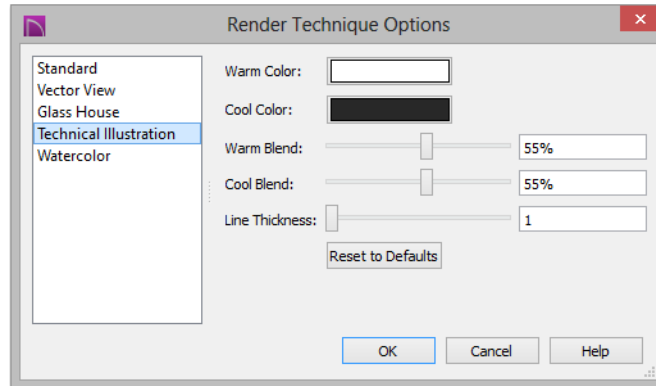 Render Technique Options
Standard
Vector View
Glass House
Technical Illustration
Watercolor
Warm Color:
Cool Color:
Warm Blend: 55%
Cool Blend: 55%
Line Thickness: 1
Reset to Defaults
OK Cancel Help